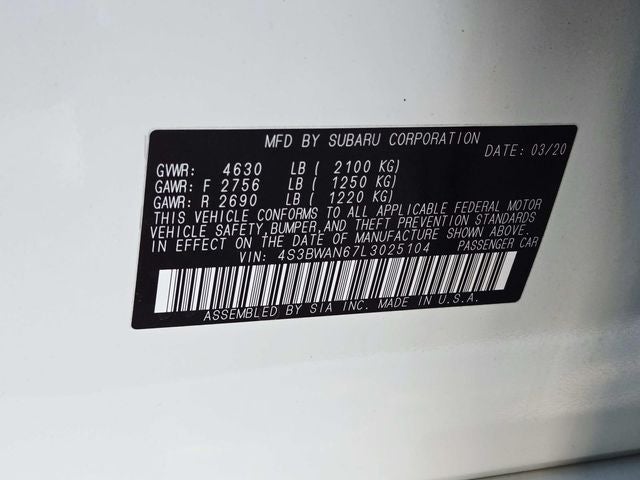 MFD BY SUBARU CORPORATION
DATE: 03/20
GVWR: 4630 LB ( 2100 KG)
GAWR: F 2756 LB ( 1250 KG)
GAWR: R 2690 LB ( 1220 KG)
THIS VEHICLE CONFORMS TO ALL APPLICABLE FEDERAL MOTOR
VEHICLE SAFETY,BUMPER,AND THEFT PREVENTION STANDARDS
IN EFFECT ON THE DATE OF MANUFACTURE SHOWN ABOVE.
VIN: 4S3BWAN67L3025104 PASSENGER CAR
ASSEMBLED BY SIA INC. MADE IN U.S.A.